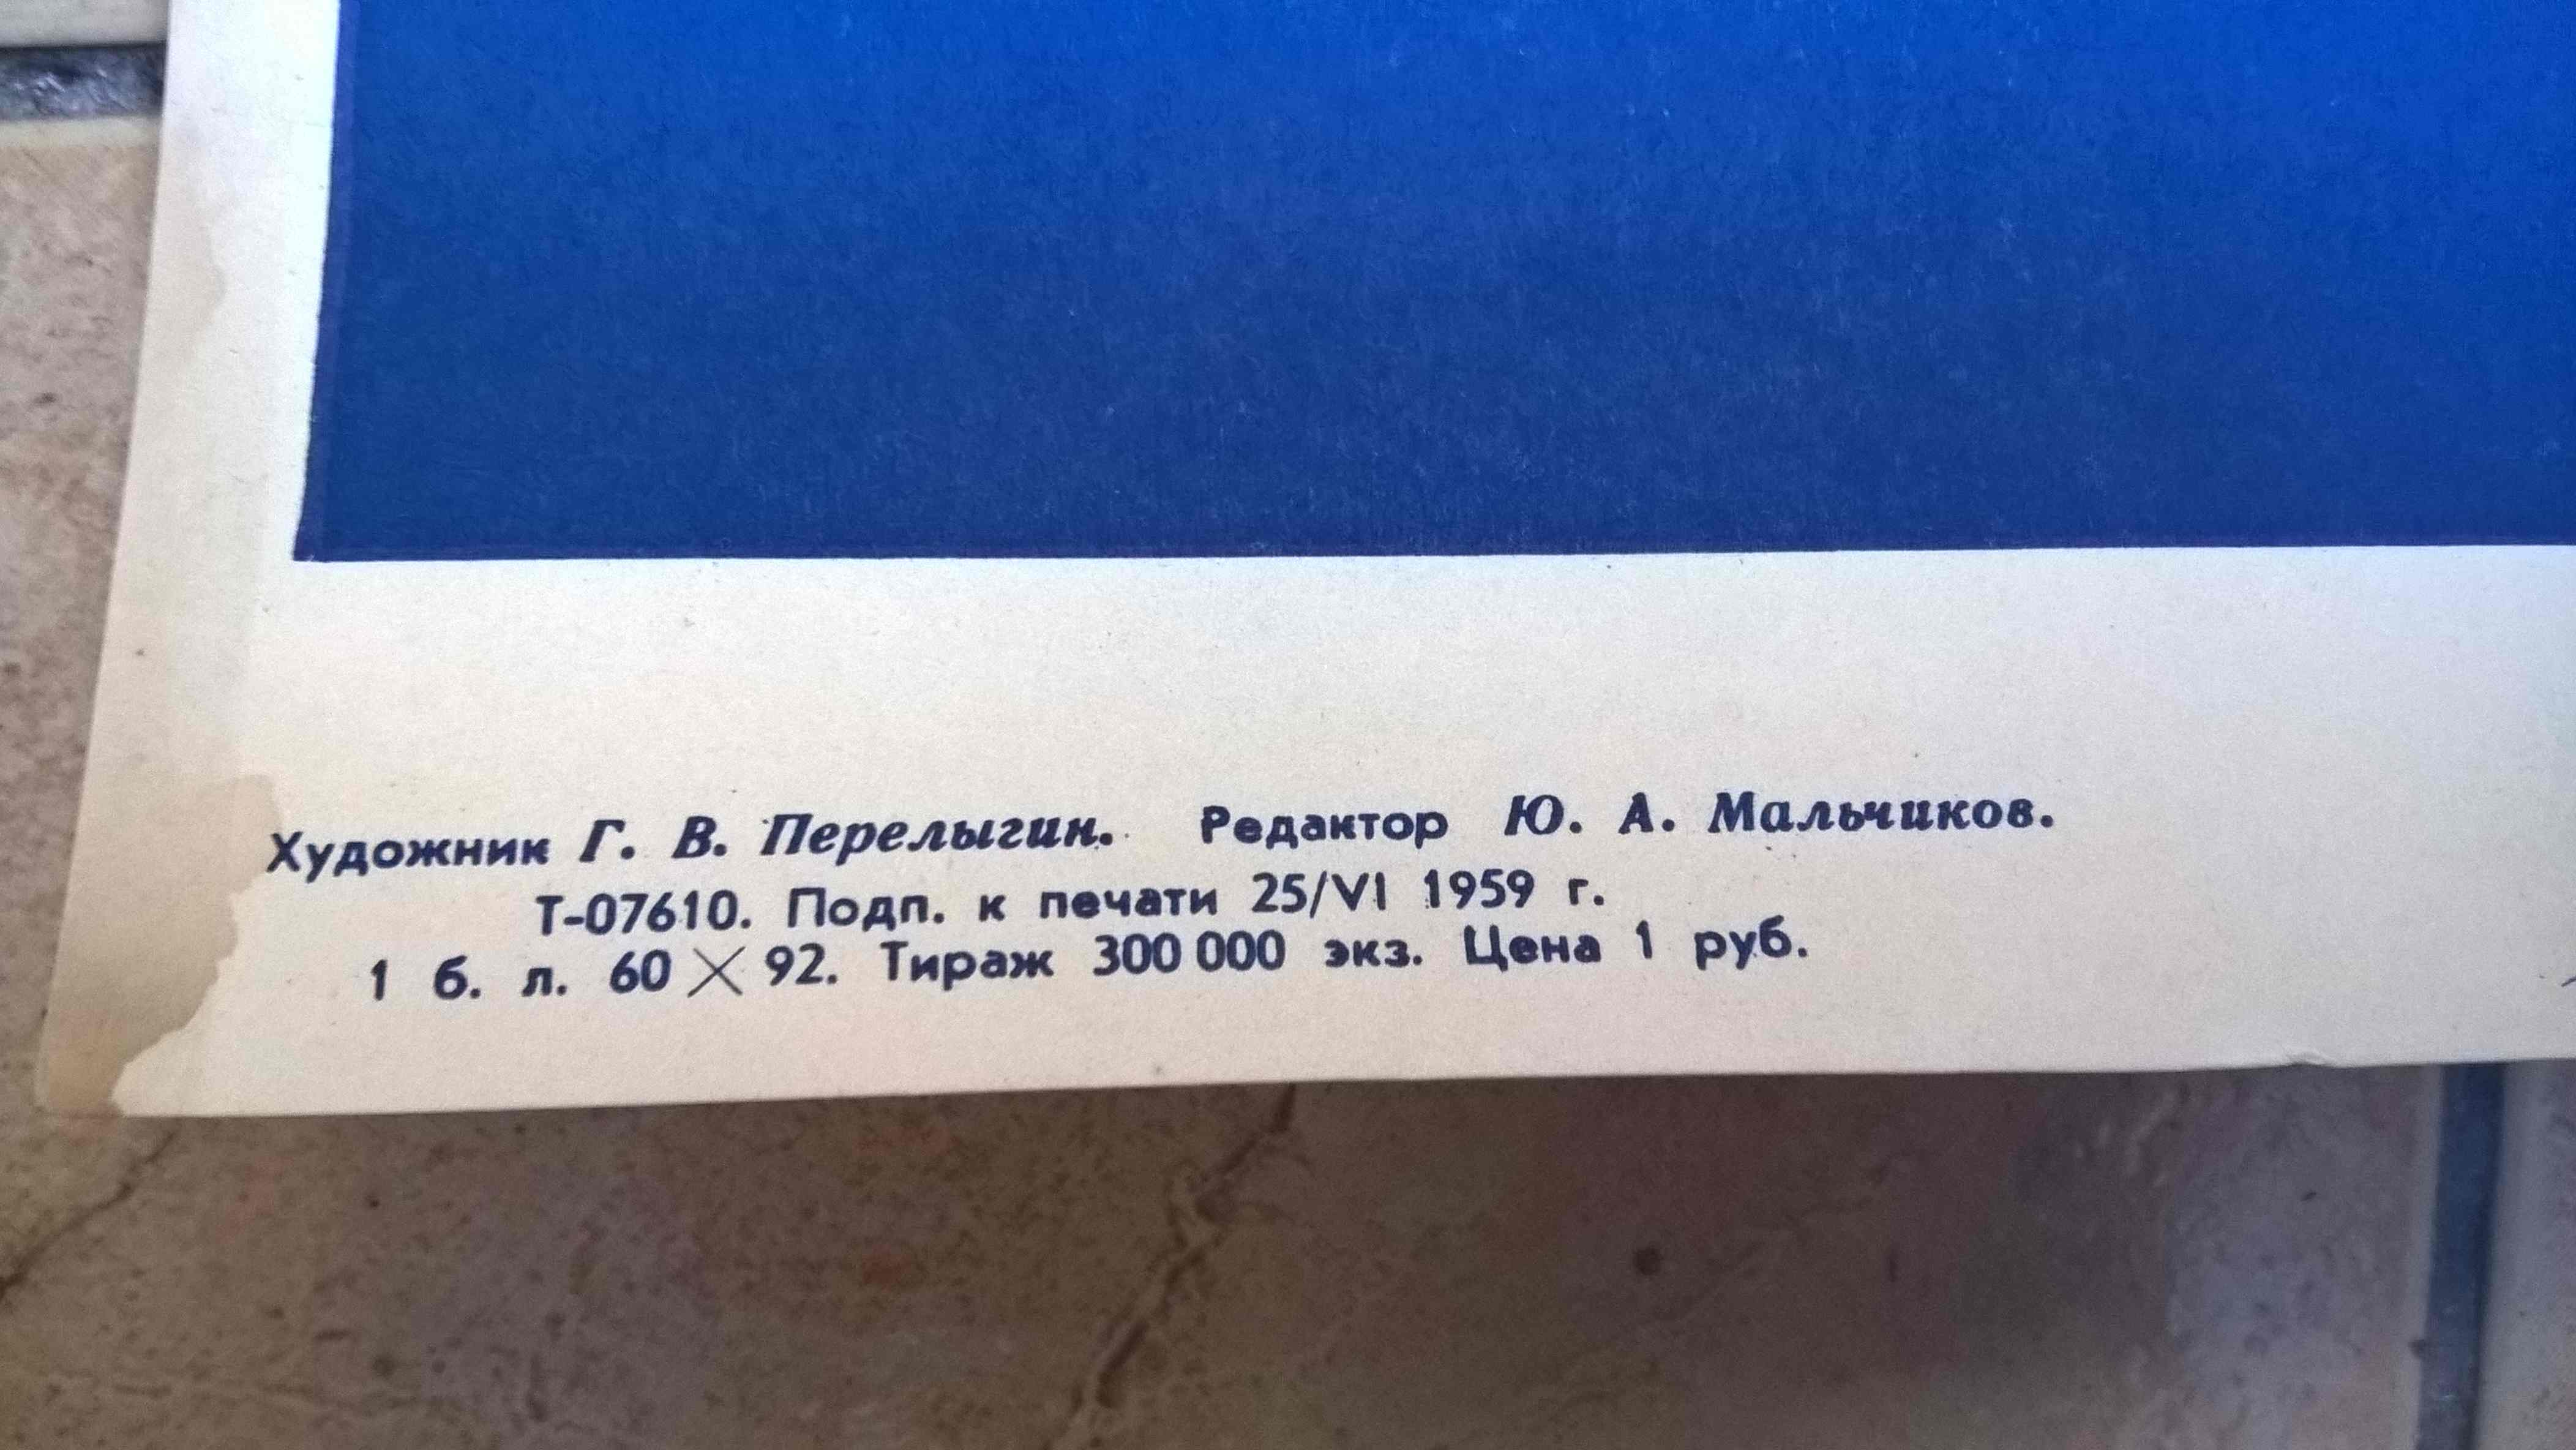 Художник Г. В. Перелыгин. Редактор Ю. А. Мальчиков.
Т-07610. Подп. к печати 25/VI 1959 г.
1 б. л. 60×92. Тираж 300 000 экз. Цена 1 руб.